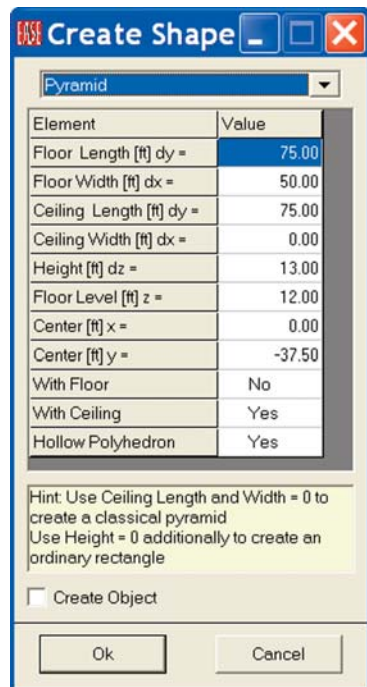 EASE Create Shape
Pyramid
Element Value
Floor Length [ft] dy = 75.00
Floor Width [ft] dx = 50.00
Ceiling Length [ft] dy = 75.00
Ceiling Width [ft] dx = 0.00
Height [ft] dz = 13.00
Floor Level [ft] z = 12.00
Center [ft] x = 0.00
Center [ft] y = -37.50
With Floor No
With Ceiling Yes
Hollow Polyhedron Yes
Hint: Use Ceiling Length and Width = 0 to
create a classical pyramid
Use Height = 0 additionally to create an
ordinary rectangle
Create Object
Ok Cancel